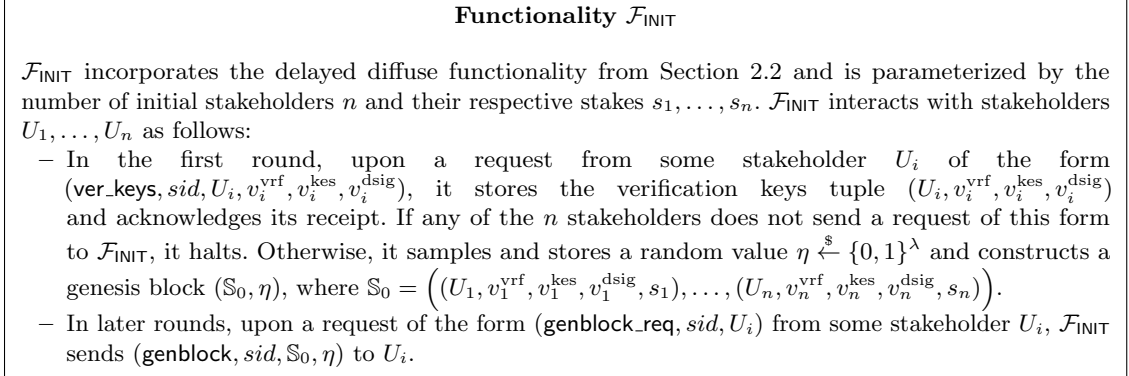 Functionality 𝓕_INIT
𝓕_INIT incorporates the delayed diffuse functionality from Section 2.2 and is parameterized by the
number of initial stakeholders n and their respective stakes s_1, . . . , s_n. 𝓕_INIT interacts with stakeholders
U_1, . . . , U_n as follows:
– In the first round, upon a request from some stakeholder U_i of the form
(ver_keys, sid, U_i, v_i^vrf, v_i^kes, v_i^dsig), it stores the verification keys tuple (U_i, v_i^vrf, v_i^kes, v_i^dsig)
and acknowledges its receipt. If any of the n stakeholders does not send a request of this form
to 𝓕_INIT, it halts. Otherwise, it samples and stores a random value η ←$ {0, 1}^λ and constructs a
genesis block (𝕊_0, η), where 𝕊_0 = ((U_1, v_1^vrf, v_1^kes, v_1^dsig, s_1), . . . , (U_n, v_n^vrf, v_n^kes, v_n^dsig, s_n)).
– In later rounds, upon a request of the form (genblock_req, sid, U_i) from some stakeholder U_i, 𝓕_INIT
sends (genblock, sid, 𝕊_0, η) to U_i.